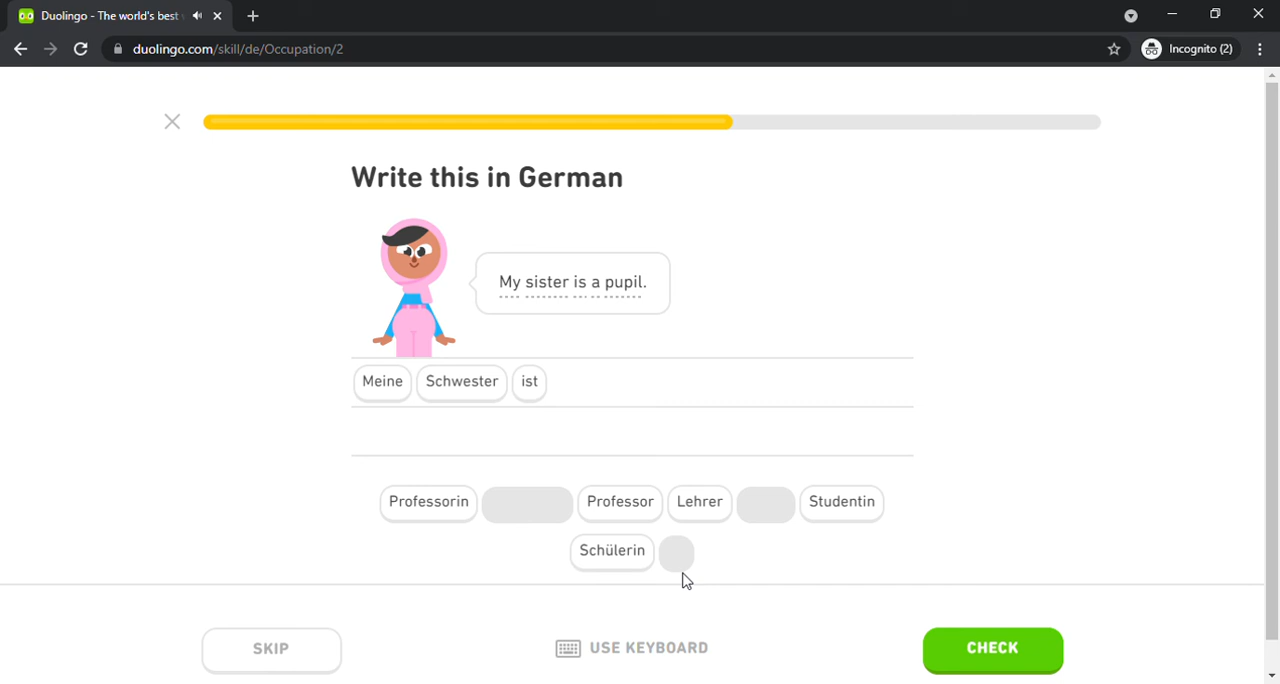 Duolingo - The world's best
duolingo.com/skill/de/Occupation/2
Incognito (2)
Write this in German
My sister is a pupil.
Meine Schwester ist
Professorin Professor Lehrer Studentin
Schülerin
SKIP USE KEYBOARD CHECK